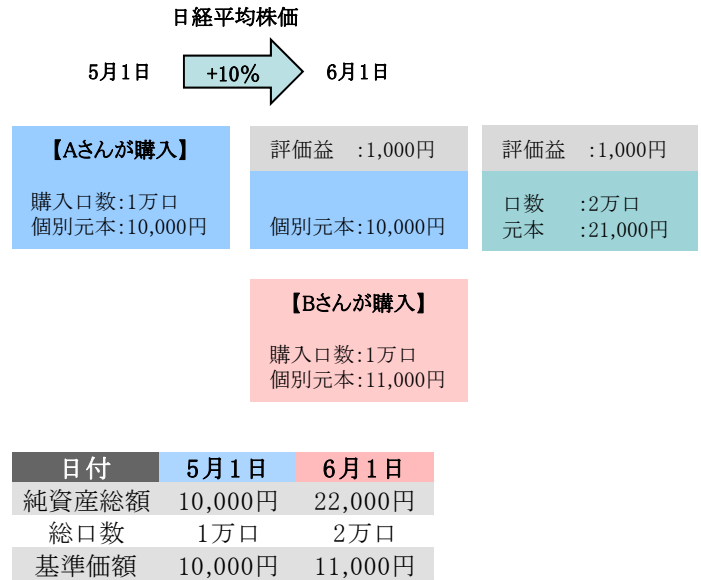 日経平均株価
5月1日
+10%
6月1日
【Aさんが購入】
購入口数:1万口
個別元本:10,000円
評価益 :1,000円
個別元本:10,000円
評価益 :1,000円
口数 :2万口
元本 :21,000円
【Bさんが購入】
購入口数:1万口
個別元本:11,000円
日付 5月1日 6月1日
純資産総額 10,000円 22,000円
総口数 1万口 2万口
基準価額 10,000円 11,000円